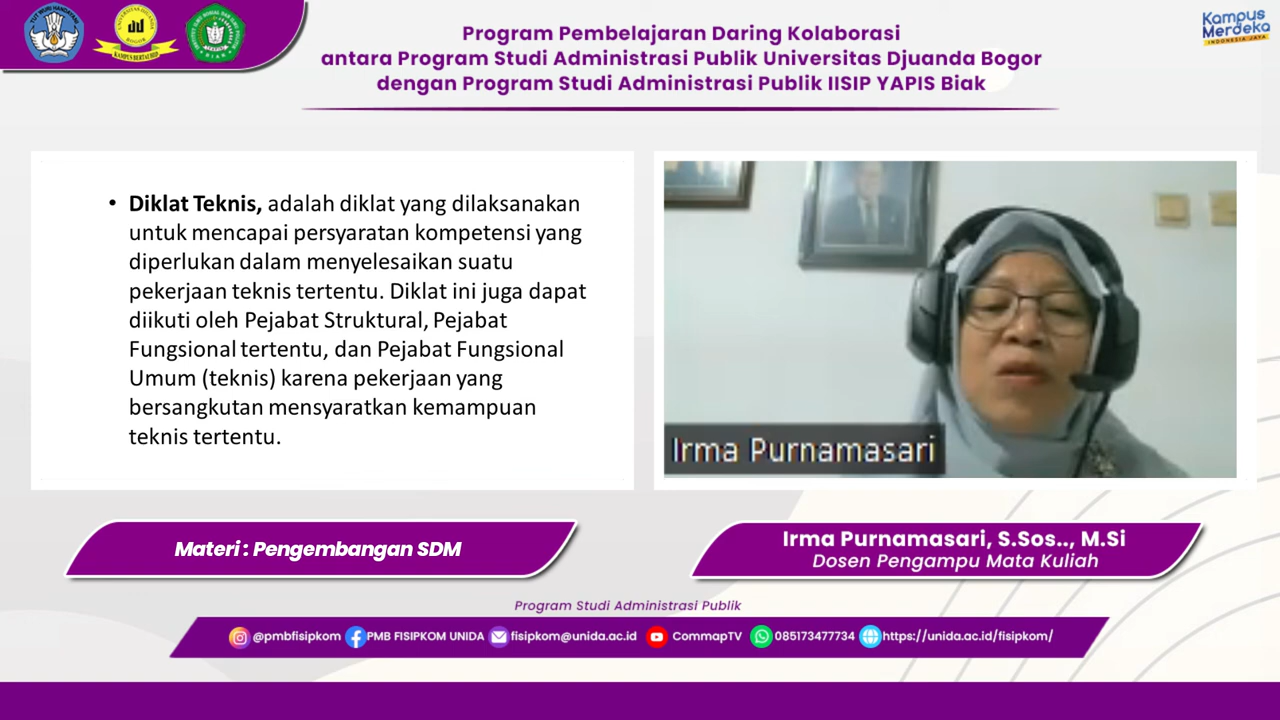 Program Pembelajaran Daring Kolaborasi
antara Program Studi Administrasi Publik Universitas Djuanda Bogor
dengan Program Studi Administrasi Publik IISIP YAPIS Biak
Kampus
Merdeka
INDONESIA JAYA
• Diklat Teknis, adalah diklat yang dilaksanakan
untuk mencapai persyaratan kompetensi yang
diperlukan dalam menyelesaikan suatu
pekerjaan teknis tertentu. Diklat ini juga dapat
diikuti oleh Pejabat Struktural, Pejabat
Fungsional tertentu, dan Pejabat Fungsional
Umum (teknis) karena pekerjaan yang
bersangkutan mensyaratkan kemampuan
teknis tertentu.
Irma Purnamasari
Materi : Pengembangan SDM
Irma Purnamasari, S.Sos.., M.Si
Dosen Pengampu Mata Kuliah
Program Studi Administrasi Publik
@pmbfisipkom PMB FISIPKOM UNIDA fisipkom@unida.ac.id CommapTV 085173477734 https://unida.ac.id/fisipkom/